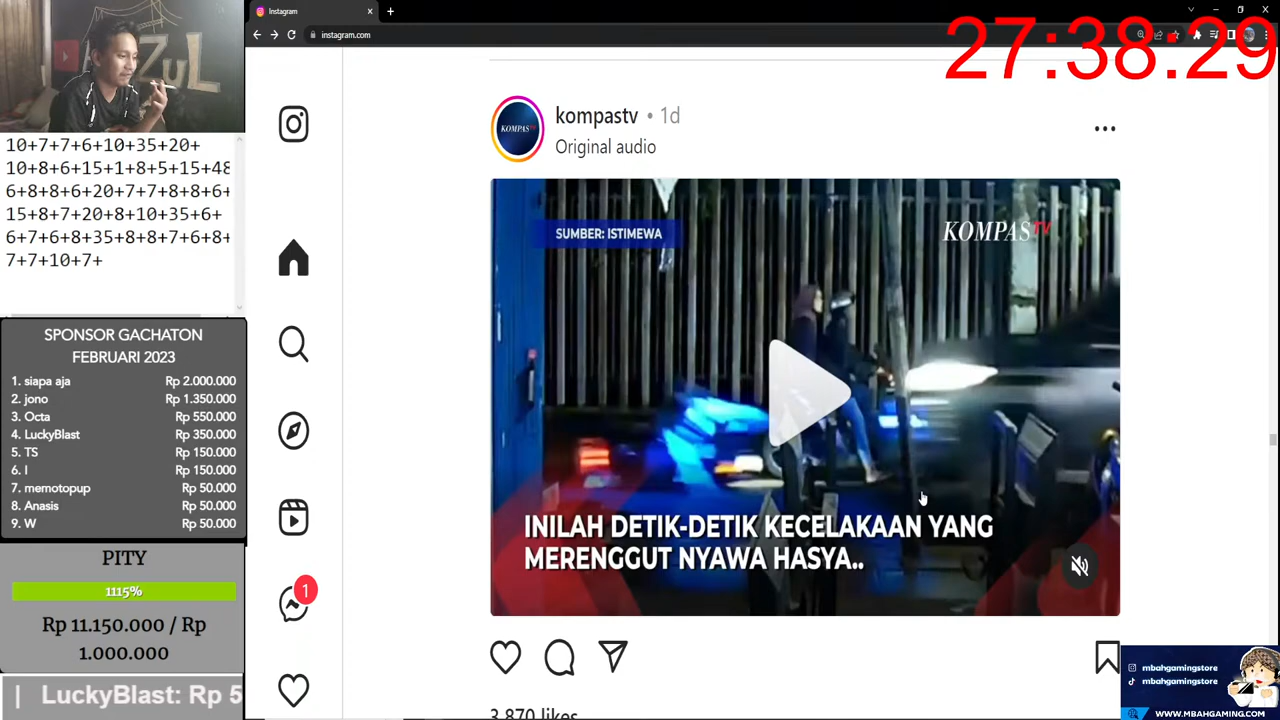 Instagram
instagram.com
27:38:29
ZuL
10+7+7+6+10+35+20+
10+8+6+15+1+8+5+15+48
6+8+8+6+20+7+7+8+8+6+
15+8+7+20+8+10+35+6+
6+7+6+8+35+8+8+7+6+8+
7+7+10+7+
SPONSOR GACHATON
FEBRUARI 2023
1. siapa aja Rp 2.000.000
2. jono Rp 1.350.000
3. Octa Rp 550.000
4. LuckyBlast Rp 350.000
5. TS Rp 150.000
6. I Rp 150.000
7. memotopup Rp 50.000
8. Anasis Rp 50.000
9. W Rp 50.000
PITY
1115%
Rp 11.150.000 / Rp
1.000.000
| LuckyBlast: Rp 5
1
kompastv • 1d
Original audio
KOMPASTV
SUMBER: ISTIMEWA
KOMPASTV
INILAH DETIK-DETIK KECELAKAAN YANG
MERENGGUT NYAWA HASYA..
3,870 likes
mbahgamingstore
mbahgamingstore
WWW.MBAHGAMING.COM